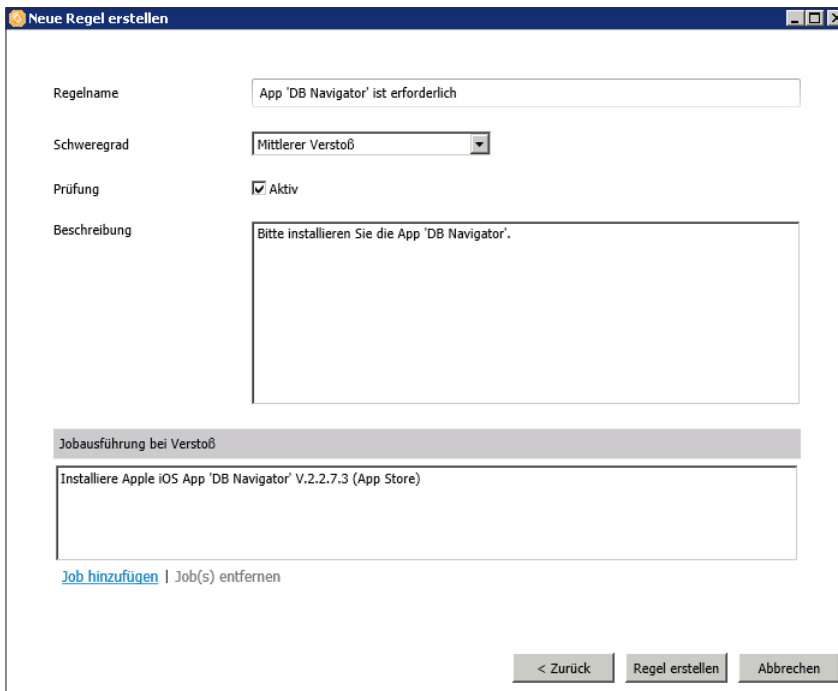 Neue Regel erstellen
Regelname App 'DB Navigator' ist erforderlich
Schweregrad Mittlerer Verstoß
Prüfung Aktiv
Beschreibung Bitte installieren Sie die App 'DB Navigator'.
Jobausführung bei Verstoß
Installiere Apple iOS App 'DB Navigator' V.2.2.7.3 (App Store)
Job hinzufügen | Job(s) entfernen
< Zurück Regel erstellen Abbrechen